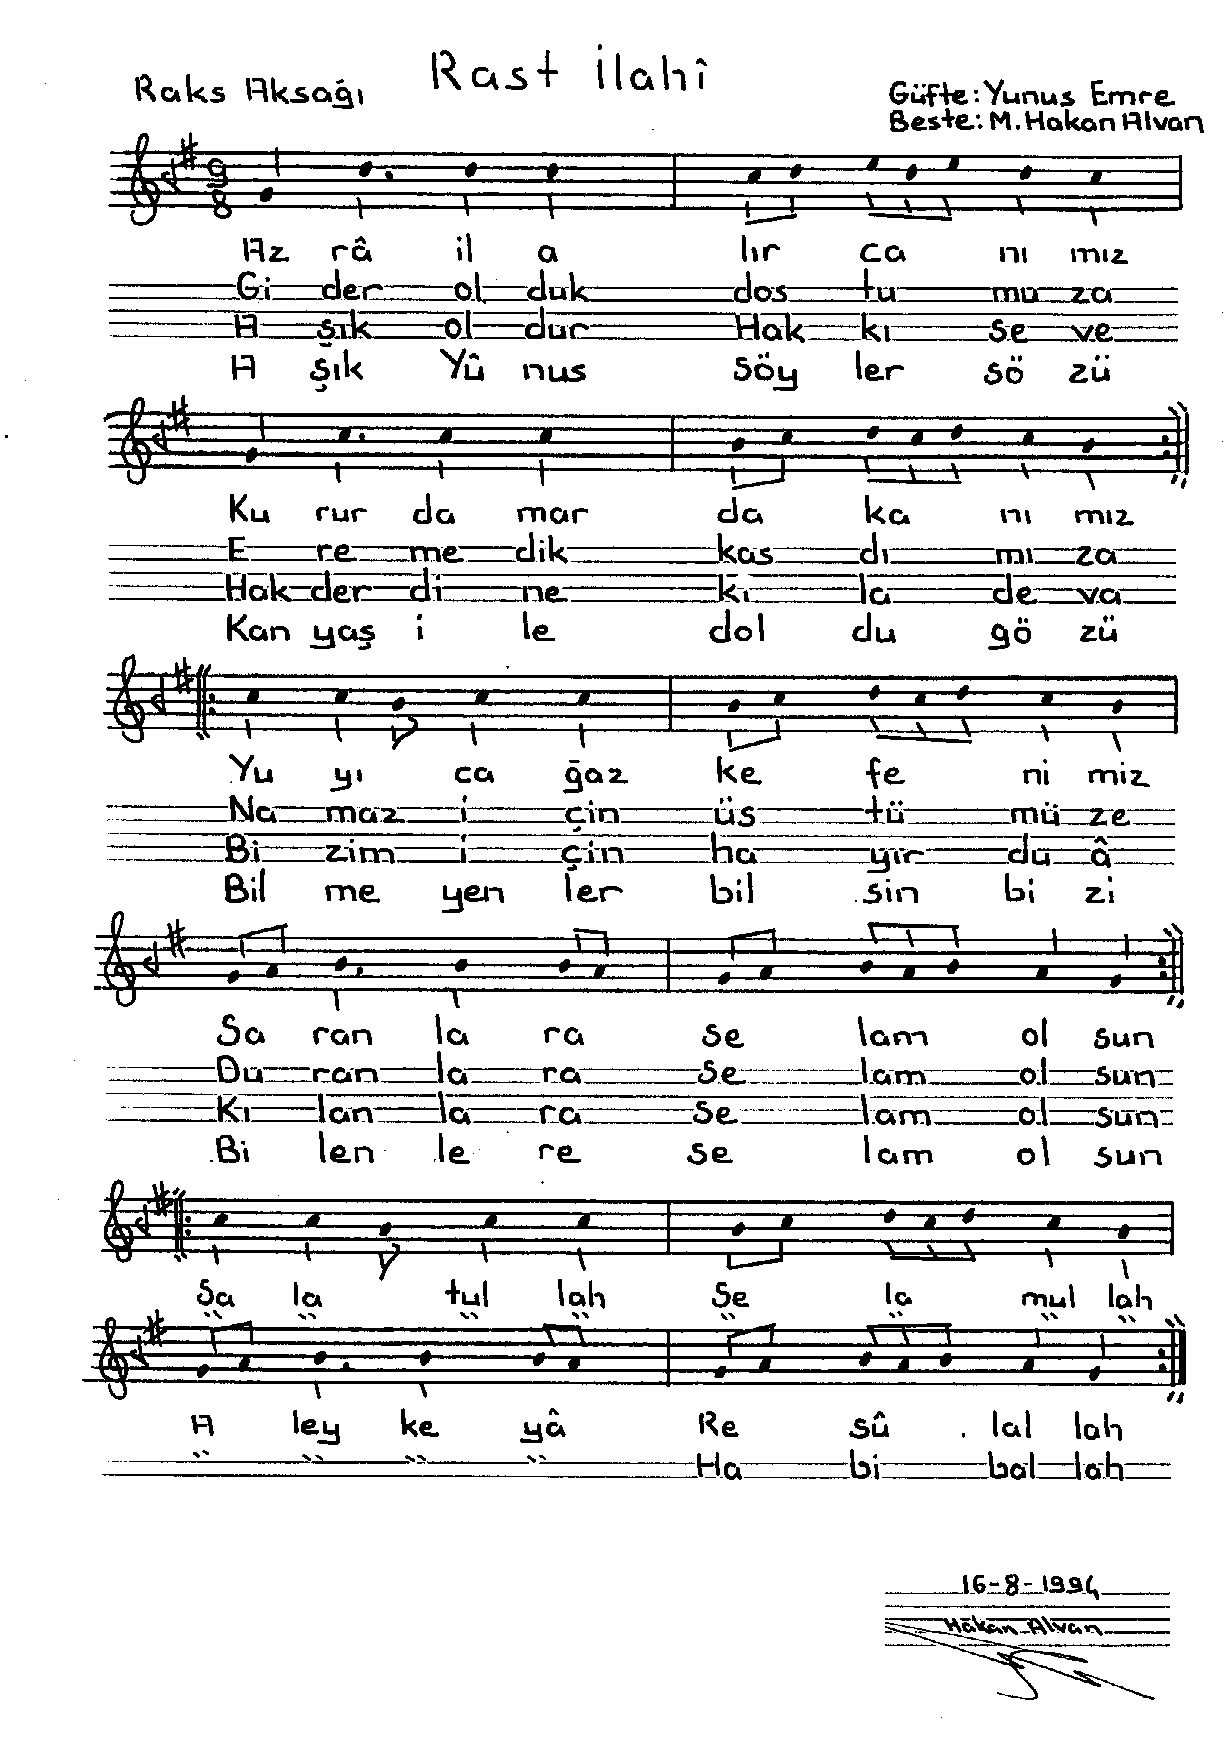 Rast İlahî
Raks Aksağı
Güfte: Yunus Emre
Beste: M. Hakan Alvan
9
8
Az râ il a lır ca nı mız
Gi der ol duk dos tu mu za
A şık ol dur Hak kı se ve
A şık Yû nus söy ler sö zü
Ku rur da mar da ka nı mız
E re me dik kas dı mı za
Hak der di ne kı la de va
Kan yaş i le dol du gö zü
Yu yı ca ğaz ke fe ni miz
Na maz i çin üs tü mü ze
Bi zim i çin ha yır du â
Bil me yen ler bil sin bi zi
Sa ran la ra se lam ol sun
Du ran la ra se lam ol sun
Kı lan la ra se lam ol sun
Bi len le re se lam ol sun
Sa la tul lah Se la mul lah
" " " " " " " "
A ley ke yâ Re sû lal lah
" " " " Ha bi bal lah
16-8-1994
Hakan Alvan